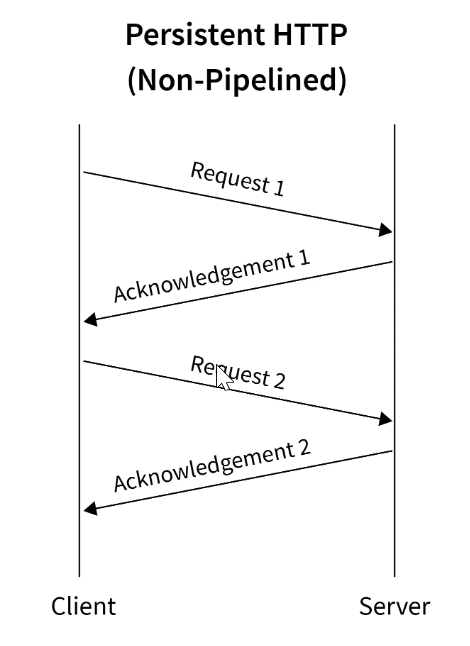 Persistent HTTP
(Non-Pipelined)
Request 1
Acknowledgement 1
Request 2
Acknowledgement 2
Client
Server